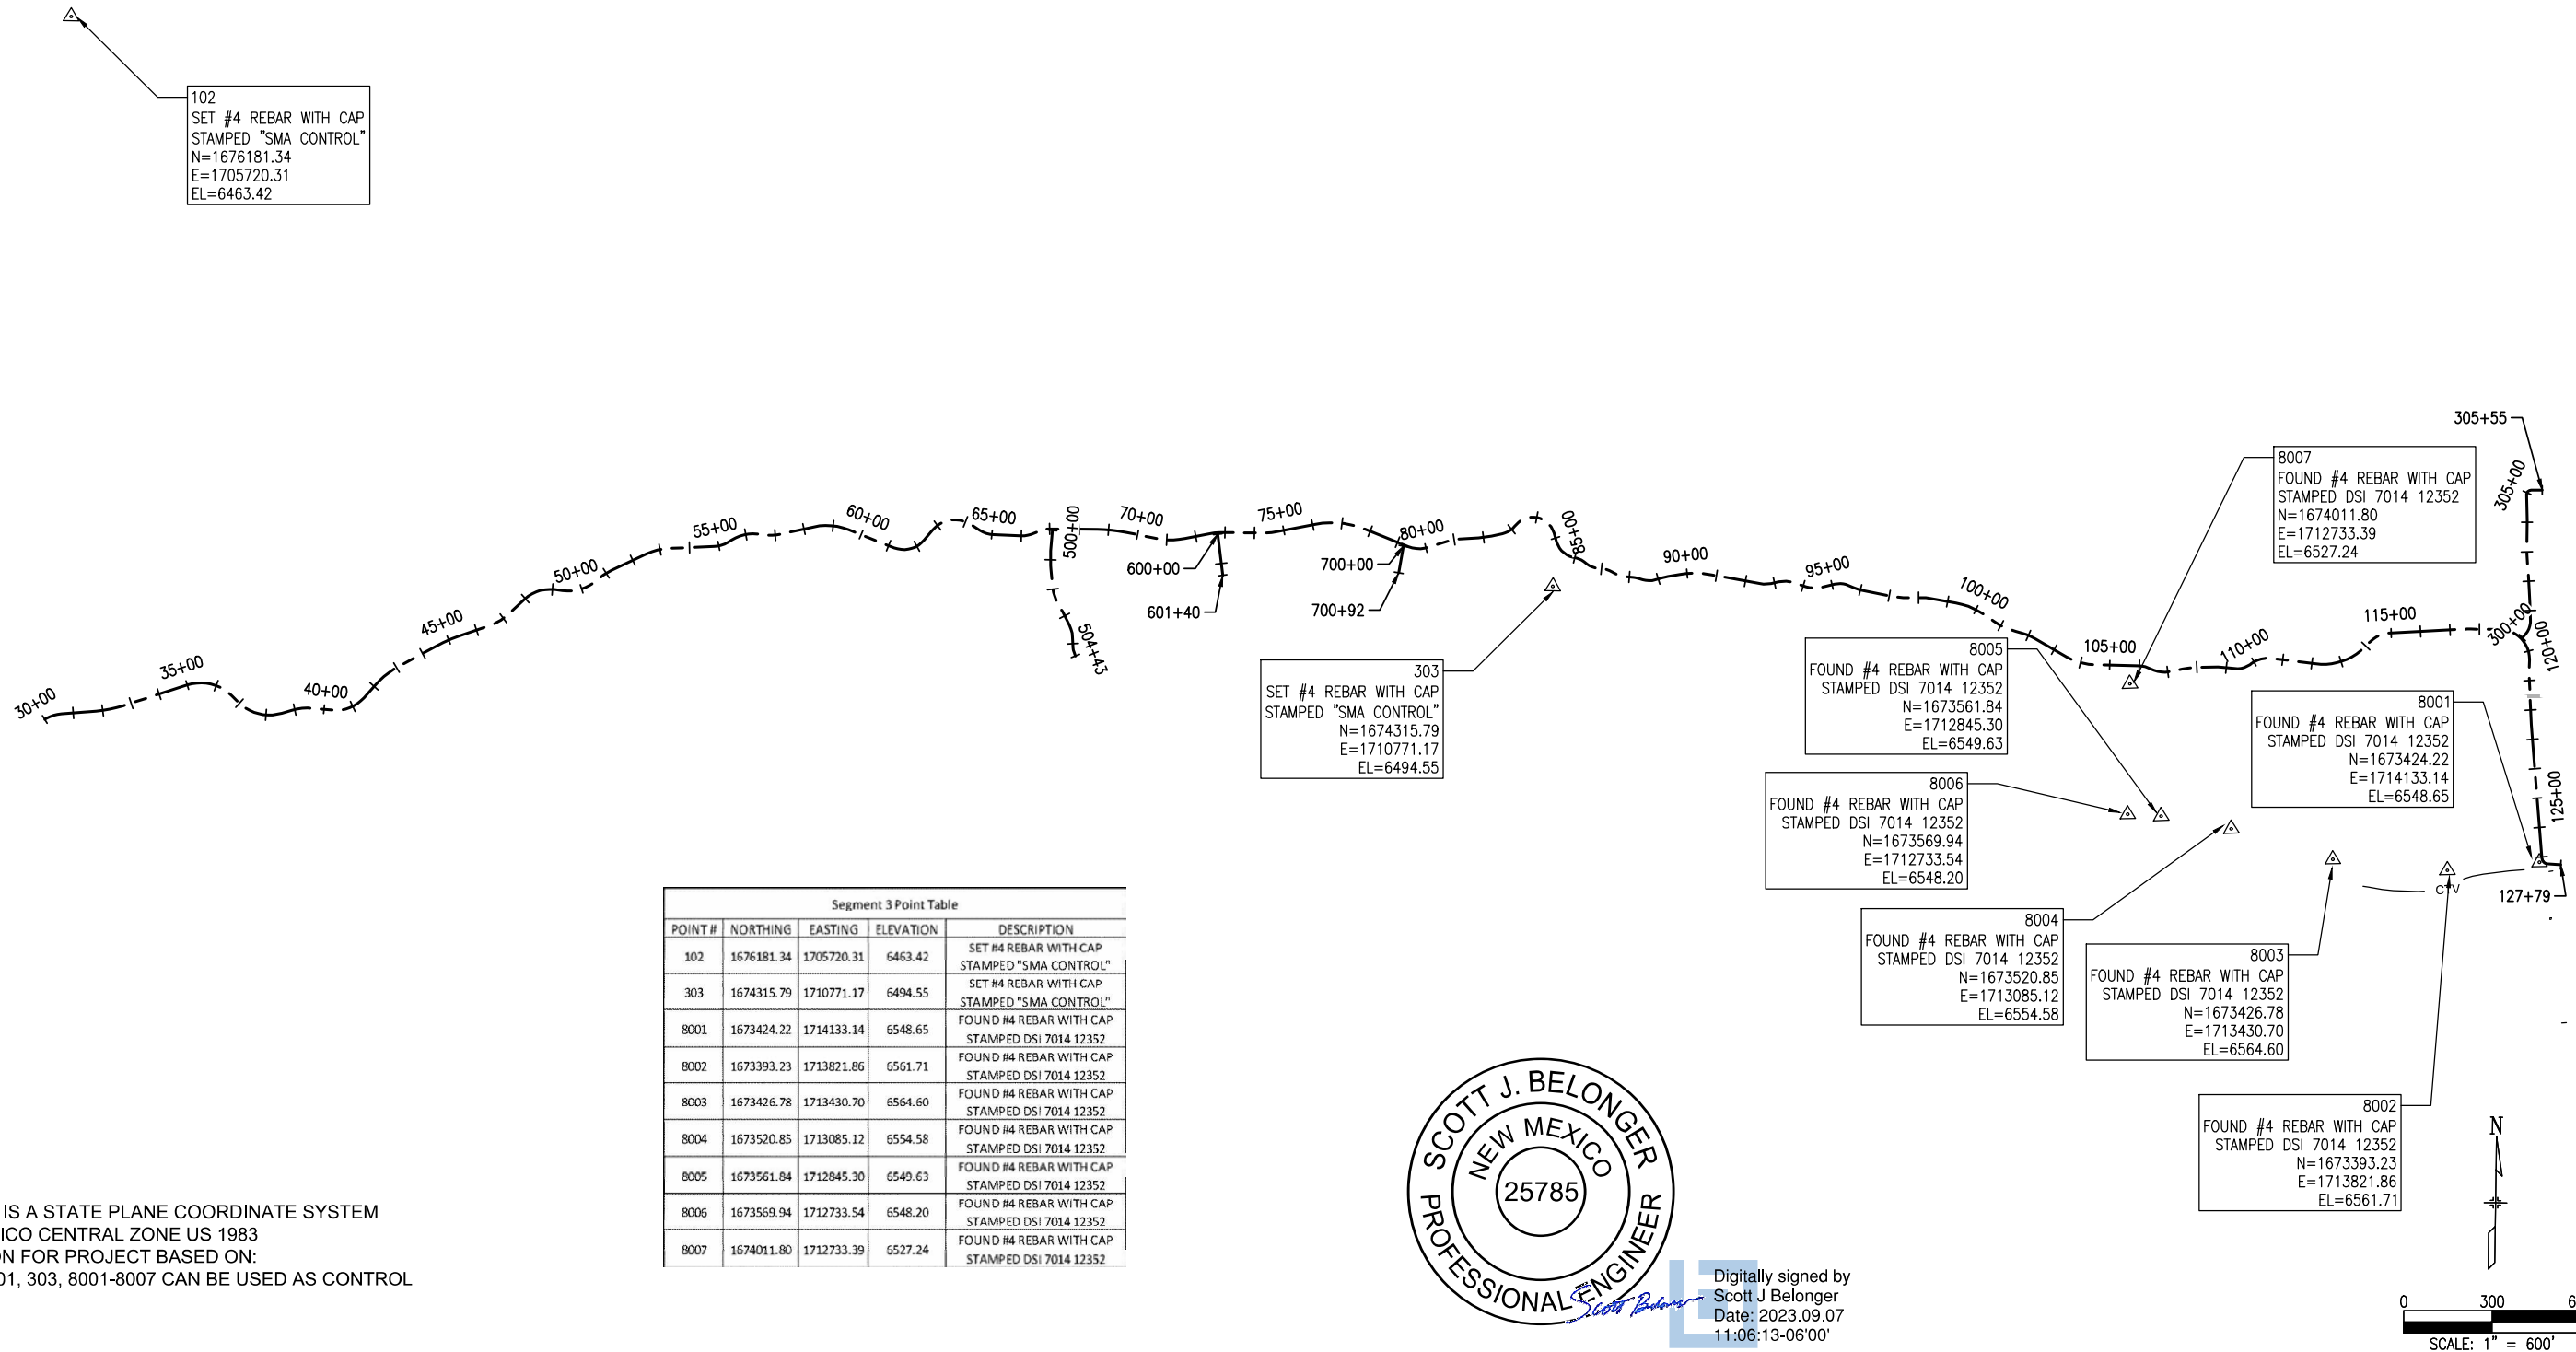 102
SET #4 REBAR WITH CAP
STAMPED "SMA CONTROL"
N=1676181.34
E=1705720.31
EL=6463.42
30+00
35+00
40+00
45+00
50+00
55+00
60+00
65+00
500+00
504+43
70+00
600+00
601+40
75+00
700+00
700+92
80+00
85+00
90+00
95+00
100+00
105+00
110+00
115+00
300+00
305+00
305+55
120+00
125+00
127+79
CTV
303
SET #4 REBAR WITH CAP
STAMPED "SMA CONTROL"
N=1674315.79
E=1710771.17
EL=6494.55
8007
FOUND #4 REBAR WITH CAP
STAMPED DSI 7014 12352
N=1674011.80
E=1712733.39
EL=6527.24
8005
FOUND #4 REBAR WITH CAP
STAMPED DSI 7014 12352
N=1673561.84
E=1712845.30
EL=6549.63
8001
FOUND #4 REBAR WITH CAP
STAMPED DSI 7014 12352
N=1673424.22
E=1714133.14
EL=6548.65
8006
FOUND #4 REBAR WITH CAP
STAMPED DSI 7014 12352
N=1673569.94
E=1712733.54
EL=6548.20
8004
FOUND #4 REBAR WITH CAP
STAMPED DSI 7014 12352
N=1673520.85
E=1713085.12
EL=6554.58
8003
FOUND #4 REBAR WITH CAP
STAMPED DSI 7014 12352
N=1673426.78
E=1713430.70
EL=6564.60
8002
FOUND #4 REBAR WITH CAP
STAMPED DSI 7014 12352
N=1673393.23
E=1713821.86
EL=6561.71
Segment 3 Point Table
POINT # NORTHING EASTING ELEVATION DESCRIPTION
102 1676181.34 1705720.31 6463.42 SET #4 REBAR WITH CAP
STAMPED "SMA CONTROL"
303 1674315.79 1710771.17 6494.55 SET #4 REBAR WITH CAP
STAMPED "SMA CONTROL"
8001 1673424.22 1714133.14 6548.65 FOUND #4 REBAR WITH CAP
STAMPED DSI 7014 12352
8002 1673393.23 1713821.86 6561.71 FOUND #4 REBAR WITH CAP
STAMPED DSI 7014 12352
8003 1673426.78 1713430.70 6564.60 FOUND #4 REBAR WITH CAP
STAMPED DSI 7014 12352
8004 1673520.85 1713085.12 6554.58 FOUND #4 REBAR WITH CAP
STAMPED DSI 7014 12352
8005 1673561.84 1712845.30 6549.63 FOUND #4 REBAR WITH CAP
STAMPED DSI 7014 12352
8006 1673569.94 1712733.54 6548.20 FOUND #4 REBAR WITH CAP
STAMPED DSI 7014 12352
8007 1674011.80 1712733.39 6527.24 FOUND #4 REBAR WITH CAP
STAMPED DSI 7014 12352
IS A STATE PLANE COORDINATE SYSTEM
ICO CENTRAL ZONE US 1983
ON FOR PROJECT BASED ON:
01, 303, 8001-8007 CAN BE USED AS CONTROL
SCOTT J. BELONGER
NEW MEXICO
25785
PROFESSIONAL ENGINEER
Scott Belonger
Digitally signed by
Scott J Belonger
Date: 2023.09.07
11:06:13-06'00'
N
0 300 6
SCALE: 1" = 600'